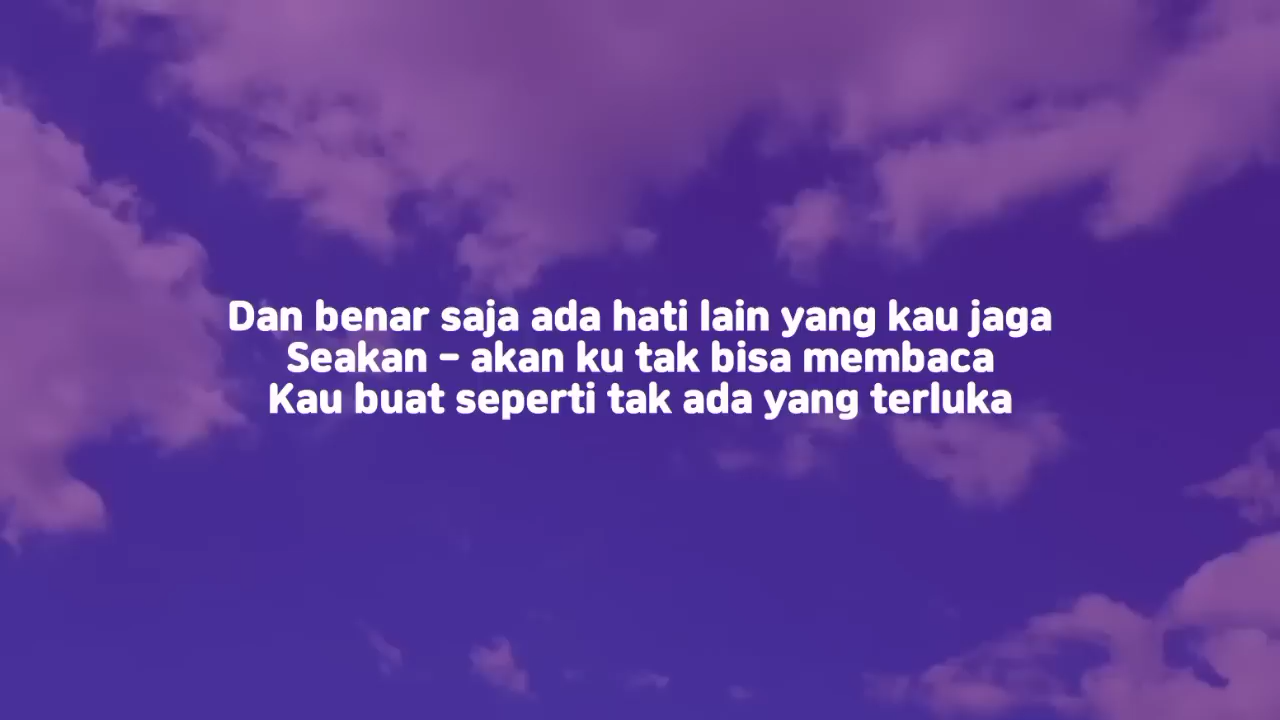 Dan benar saja ada hati lain yang kau jaga
Seakan - akan ku tak bisa membaca
Kau buat seperti tak ada yang terluka